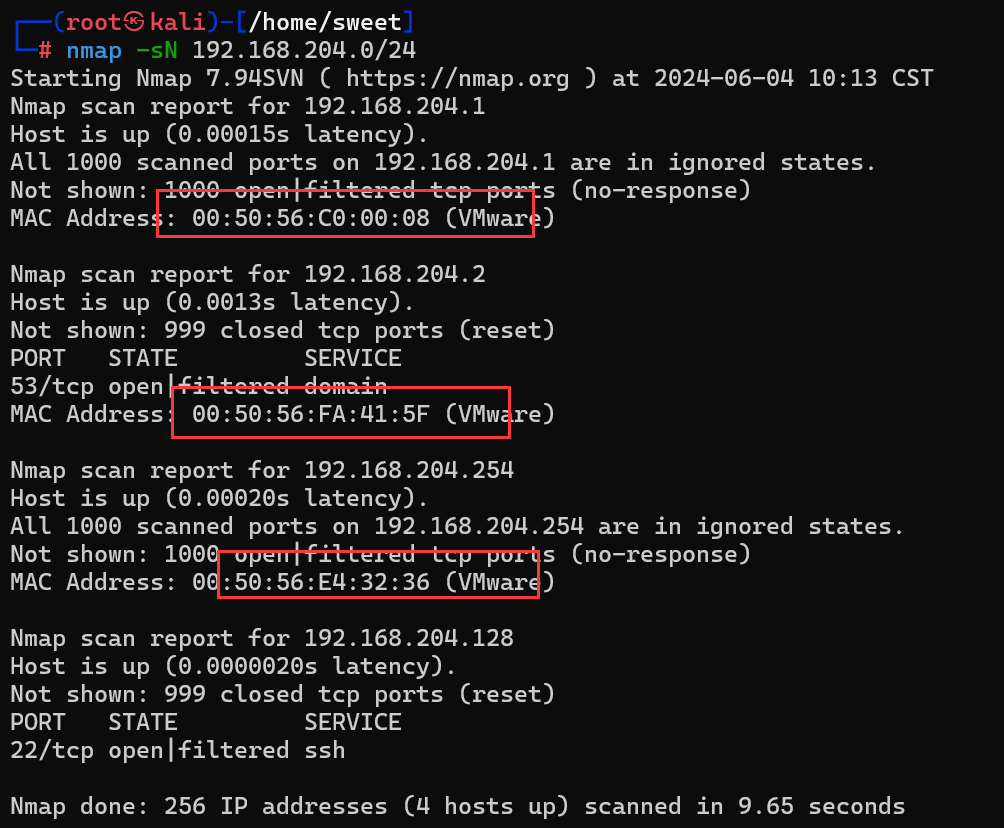 ┌──(root㉿kali)-[/home/sweet]
└─# nmap -sN 192.168.204.0/24
Starting Nmap 7.94SVN ( https://nmap.org ) at 2024-06-04 10:13 CST
Nmap scan report for 192.168.204.1
Host is up (0.00015s latency).
All 1000 scanned ports on 192.168.204.1 are in ignored states.
Not shown: 1000 open|filtered tcp ports (no-response)
MAC Address: 00:50:56:C0:00:08 (VMware)

Nmap scan report for 192.168.204.2
Host is up (0.0013s latency).
Not shown: 999 closed tcp ports (reset)
PORT   STATE         SERVICE
53/tcp open|filtered domain
MAC Address: 00:50:56:FA:41:5F (VMware)

Nmap scan report for 192.168.204.254
Host is up (0.00020s latency).
All 1000 scanned ports on 192.168.204.254 are in ignored states.
Not shown: 1000 open|filtered tcp ports (no-response)
MAC Address: 00:50:56:E4:32:36 (VMware)

Nmap scan report for 192.168.204.128
Host is up (0.0000020s latency).
Not shown: 999 closed tcp ports (reset)
PORT   STATE         SERVICE
22/tcp open|filtered ssh

Nmap done: 256 IP addresses (4 hosts up) scanned in 9.65 seconds